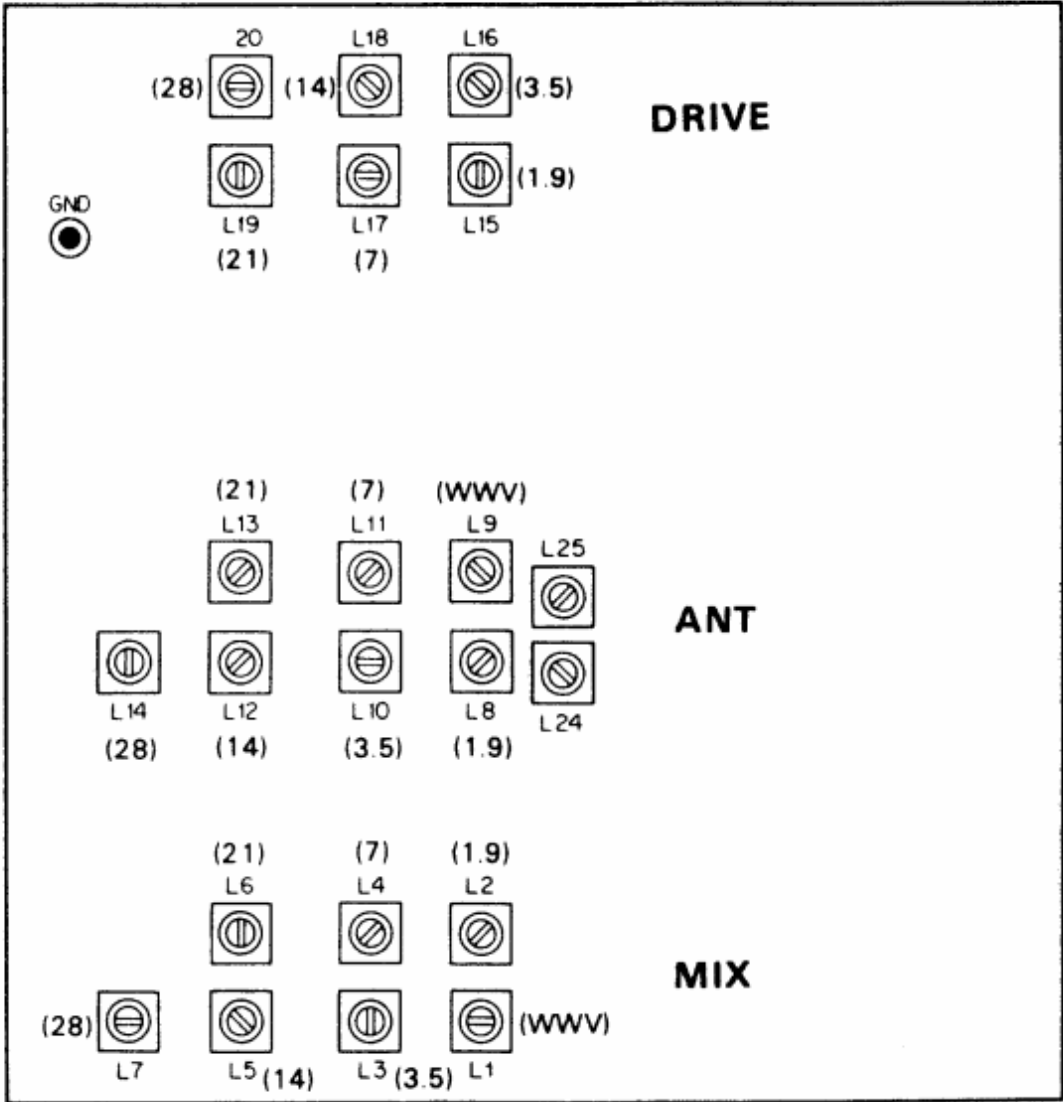 20 L18 L16
(28) (14) (3.5)
DRIVE
(1.9)
GND
L19 L17 L15
(21) (7)
(21) (7) (WWV)
L13 L11 L9
L25
ANT
L14 L12 L10 L8
L24
(28) (14) (3.5) (1.9)
(21) (7) (1.9)
L6 L4 L2
MIX
(28) (WWV)
L7 L5 (14) L3 (3.5) L1